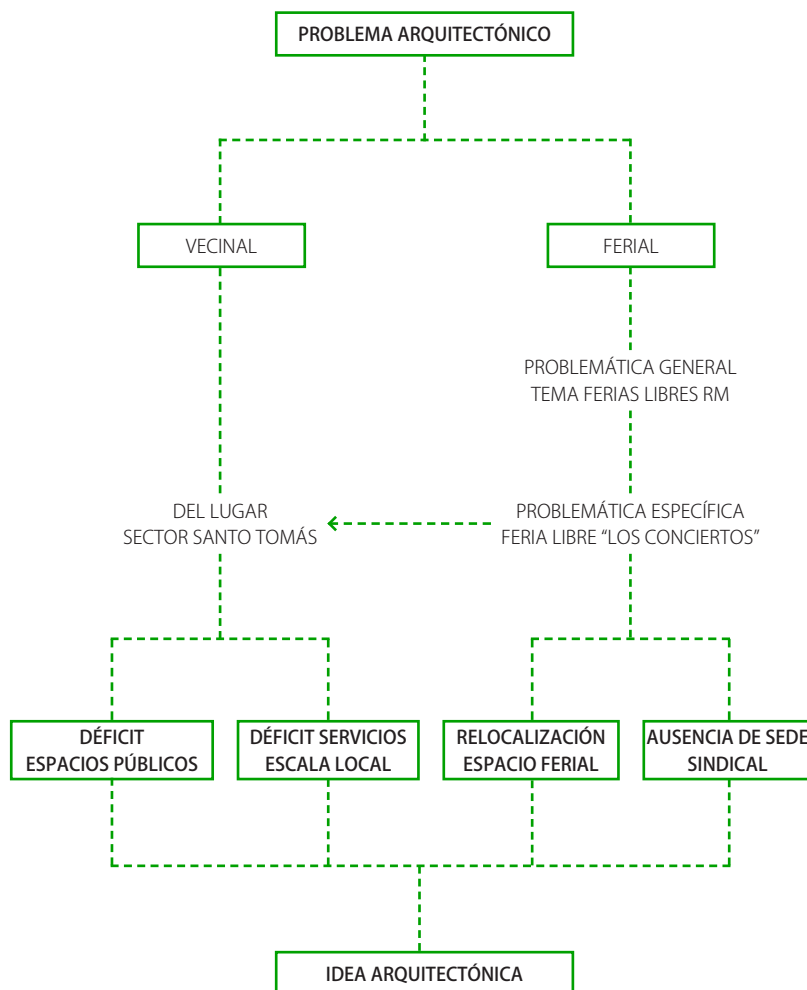 PROBLEMA ARQUITECTÓNICO
VECINAL
FERIAL
PROBLEMÁTICA GENERAL
TEMA FERIAS LIBRES RM
DEL LUGAR
SECTOR SANTO TOMÁS
PROBLEMÁTICA ESPECÍFICA
FERIA LIBRE “LOS CONCIERTOS”
DÉFICIT
ESPACIOS PÚBLICOS
DÉFICIT SERVICIOS
ESCALA LOCAL
RELOCALIZACIÓN
ESPACIO FERIAL
AUSENCIA DE SEDE
SINDICAL
IDEA ARQUITECTÓNICA